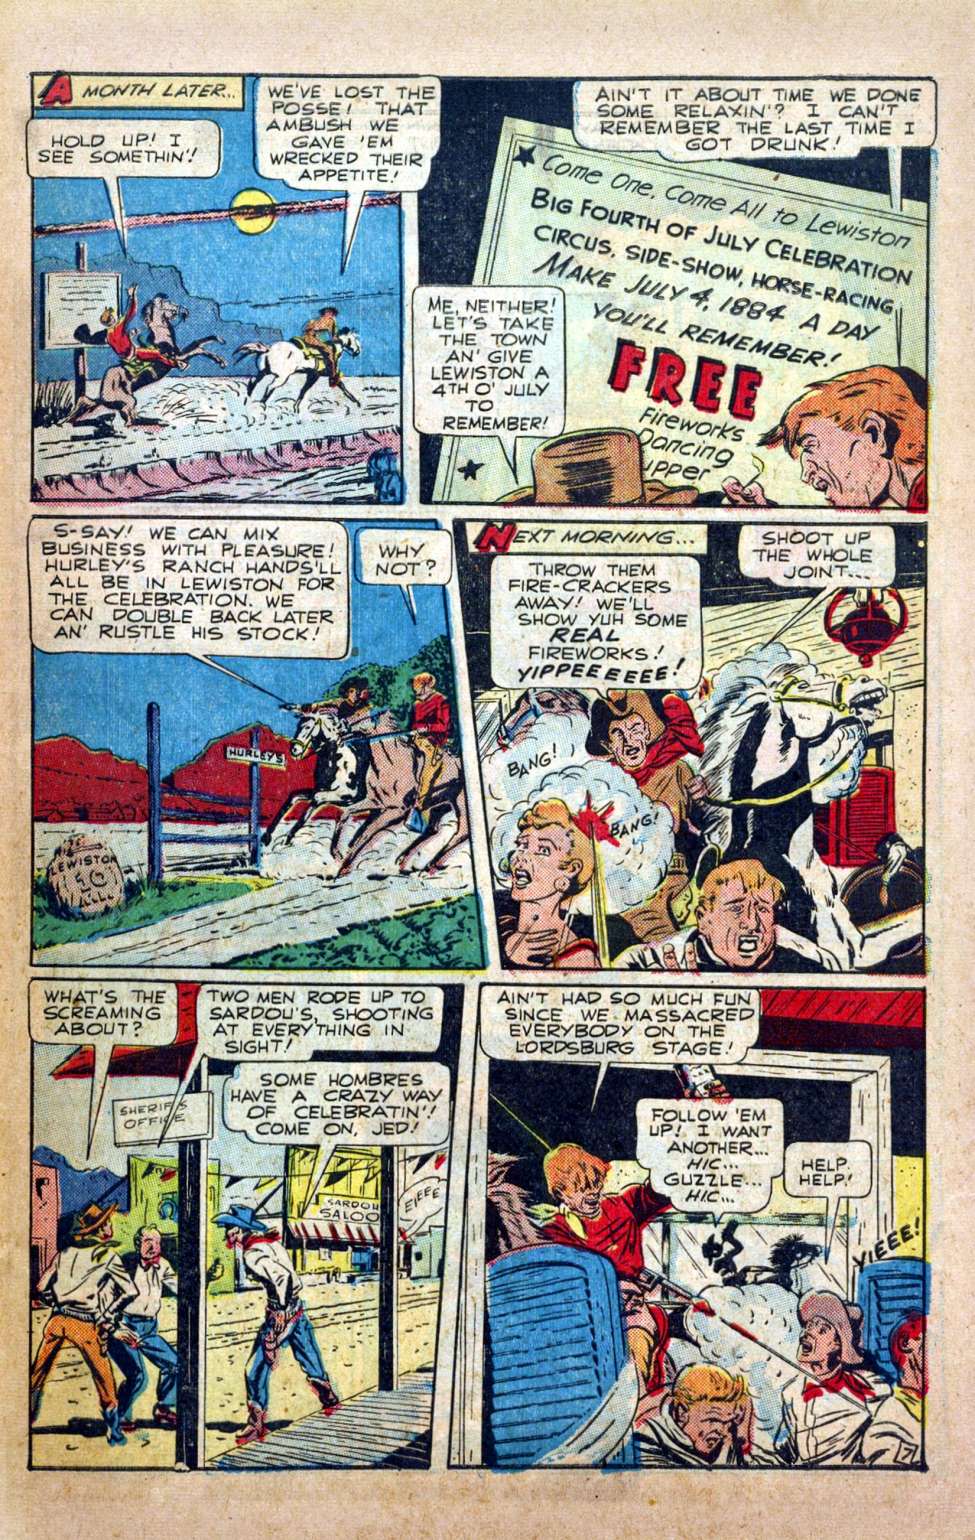 A MONTH LATER...
HOLD UP! I
SEE SOMETHIN'!
WE'VE LOST THE
POSSE! THAT
AMBUSH WE
GAVE 'EM
WRECKED THEIR
APPETITE!
AIN'T IT ABOUT TIME WE DONE
SOME RELAXIN'? I CAN'T
REMEMBER THE LAST TIME I
GOT DRUNK!
Come One, Come All to Lewiston
BIG FOURTH OF JULY CELEBRATION
CIRCUS, SIDE-SHOW, HORSE-RACING
MAKE JULY 4, 1884 A DAY
YOU'LL REMEMBER!
FREE
Fireworks
Dancing
upper
ME, NEITHER!
LET'S TAKE
THE TOWN
AN' GIVE
LEWISTON A
4TH O' JULY
TO
REMEMBER!
S-SAY! WE CAN MIX
BUSINESS WITH PLEASURE!
HURLEY'S RANCH HANDS'LL
ALL BE IN LEWISTON FOR
THE CELEBRATION. WE
CAN DOUBLE BACK LATER
AN' RUSTLE HIS STOCK!
WHY
NOT?
HURLEY'S
LEWISTON
10
NEXT MORNING...
THROW THEM
FIRE-CRACKERS
AWAY! WE'LL
SHOW YUH SOME
REAL
FIREWORKS!
YIPPEEEEEEE!
SHOOT UP
THE WHOLE
JOINT...
BANG!
BANG!
WHAT'S THE
SCREAMING
ABOUT?
TWO MEN RODE UP TO
SARDOU'S, SHOOTING
AT EVERYTHING IN
SIGHT!
SOME HOMBRES
HAVE A CRAZY WAY
OF CELEBRATIN'!
COME ON, JED!
SHERIFF'S
OFFICE
SARDOU
SALOO
EIEEE
AIN'T HAD SO MUCH FUN
SINCE WE MASSACRED
EVERYBODY ON THE
LORDSBURG STAGE!
FOLLOW 'EM
UP! I WANT
ANOTHER...
HIC...
GUZZLE...
HIC...
HELP,
HELP!
YIEEE!
7